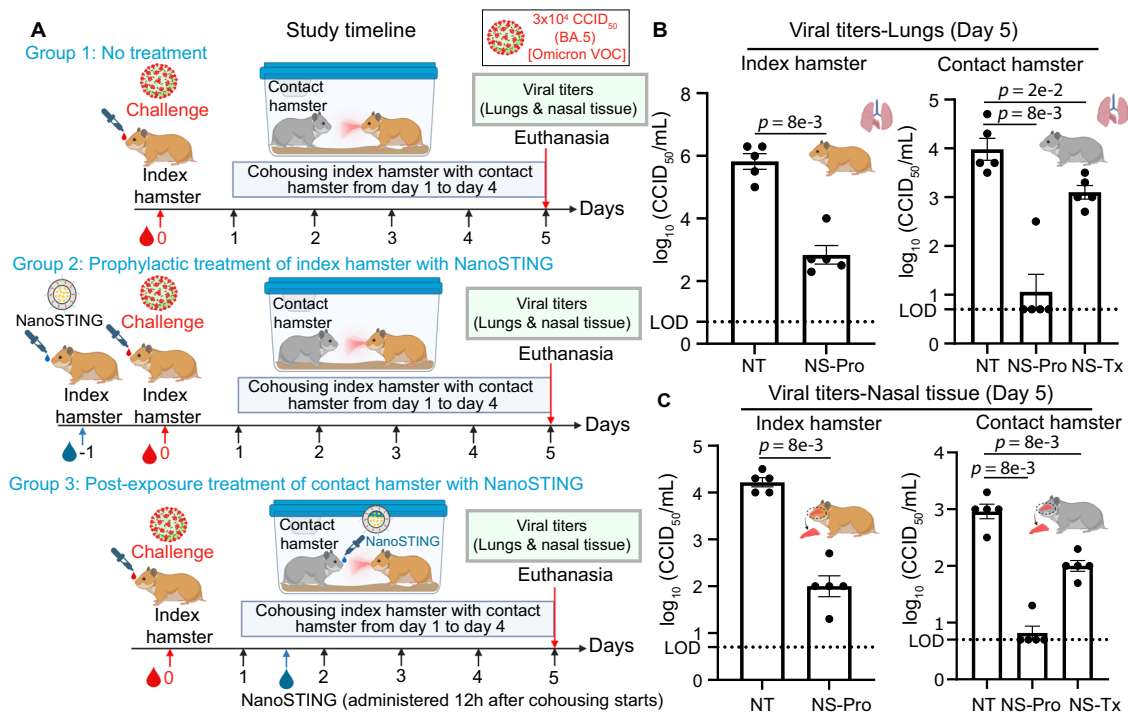 A
Study timeline
3x10⁴ CCID₅₀
(BA.5)
[Omicron VOC]
Group 1: No treatment
Challenge
Contact
hamster
Viral titers
(Lungs & nasal tissue)
Euthanasia
Index
hamster
Cohousing index hamster with contact
hamster from day 1 to day 4
Days
0
1
2
3
4
5
Group 2: Prophylactic treatment of index hamster with NanoSTING
NanoSTING
Challenge
Contact
hamster
Viral titers
(Lungs & nasal tissue)
Euthanasia
Index
hamster
Index
hamster
Cohousing index hamster with contact
hamster from day 1 to day 4
Days
-1
0
1
2
3
4
5
Group 3: Post-exposure treatment of contact hamster with NanoSTING
Challenge
Contact
hamster
NanoSTING
Viral titers
(Lungs & nasal tissue)
Euthanasia
Index
hamster
Cohousing index hamster with contact
hamster from day 1 to day 4
Days
0
1
2
3
4
5
NanoSTING (administered 12h after cohousing starts)
B
Viral titers-Lungs (Day 5)
Index hamster
p = 8e-3
log₁₀ (CCID₅₀/mL)
8
6
4
2
LOD
0
NT
NS-Pro
Contact hamster
p = 2e-2
p = 8e-3
log₁₀ (CCID₅₀/mL)
5
4
3
2
1
LOD
0
NT
NS-Pro
NS-Tx
C
Viral titers-Nasal tissue (Day 5)
Index hamster
p = 8e-3
log₁₀ (CCID₅₀/mL)
5
4
3
2
1
LOD
0
NT
NS-Pro
Contact hamster
p = 8e-3
p = 8e-3
log₁₀ (CCID₅₀/mL)
4
3
2
1
LOD
0
NT
NS-Pro
NS-Tx